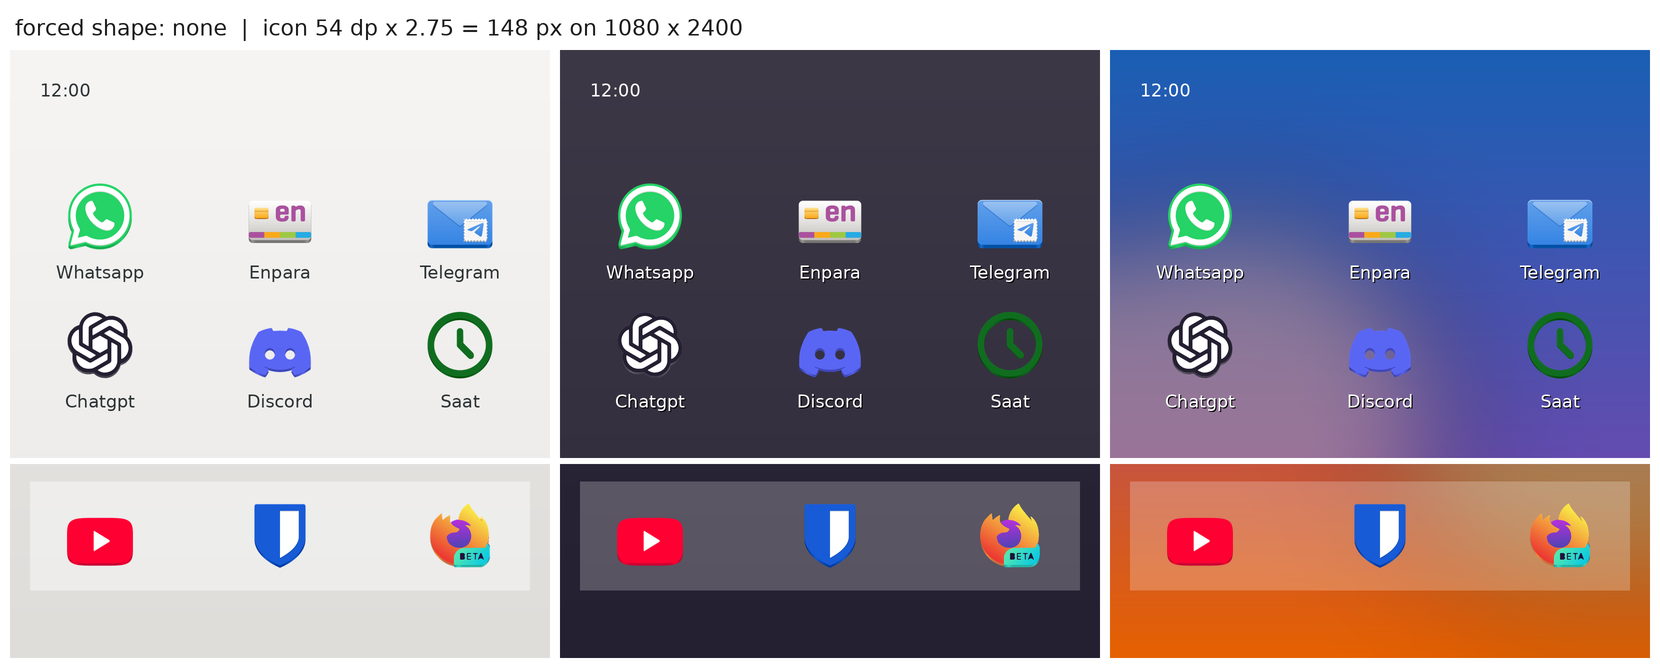 forced shape: none | icon 54 dp x 2.75 = 148 px on 1080 x 2400
12:00 12:00 12:00
en en en
Whatsapp Enpara Telegram Whatsapp Enpara Telegram Whatsapp Enpara Telegram
Chatgpt Discord Saat Chatgpt Discord Saat Chatgpt Discord Saat
BETA BETA BETA